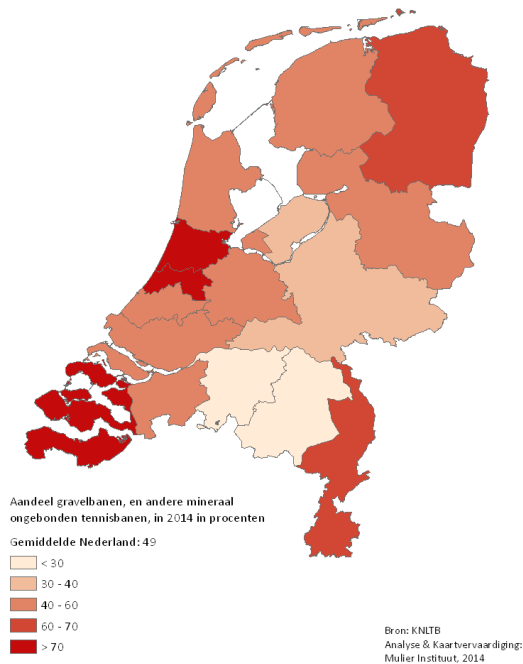 Aandeel gravelbanen, en andere mineraal
ongebonden tennisbanen, in 2014 in procenten
Gemiddelde Nederland: 49
< 30
30 - 40
40 - 60
60 - 70
> 70
Bron: KNLTB
Analyse & Kaartvervaardiging:
Mulier Instituut, 2014